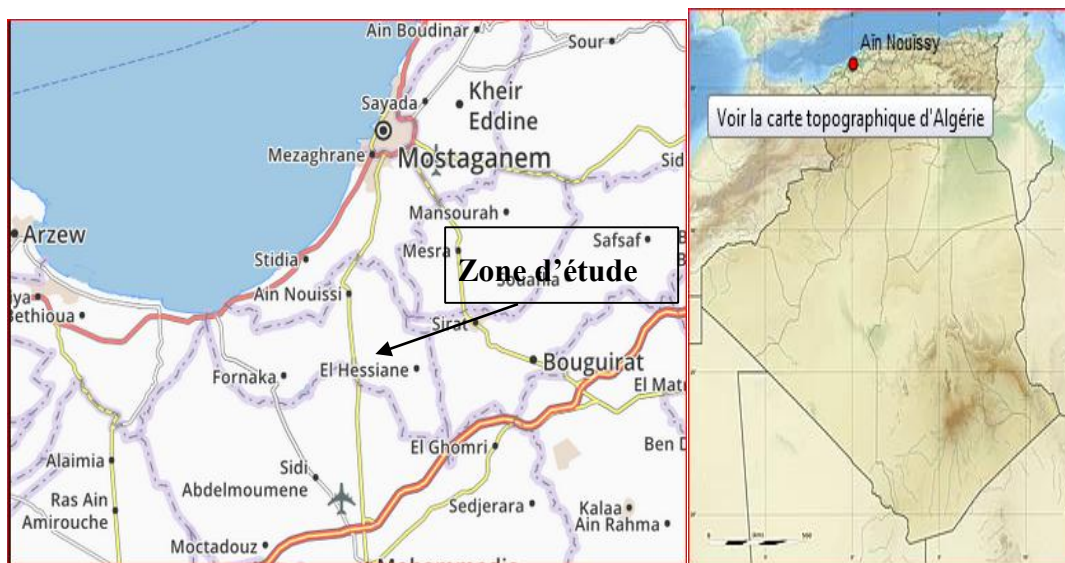 Ain Boudinar
Sour
Sayada
Kheir
Eddine
Mezaghrane
Mostaganem
Sid
Mansourah
Arzew
Mesra
Safsaf
Stidia
Zone d'étude
Ain Nouissi
Bethioua
Sirat
Bouguirat
Fornaka
El Hessiane
El Mat
El Ghomri
Ben D
Alaimia
Sidi
Abdelmoumene
Ras Ain
Amirouche
Sedjerara
Kalaa
Ain Rahma
Moctadouz
Aïn Nouïssy
Voir la carte topographique d'Algérie